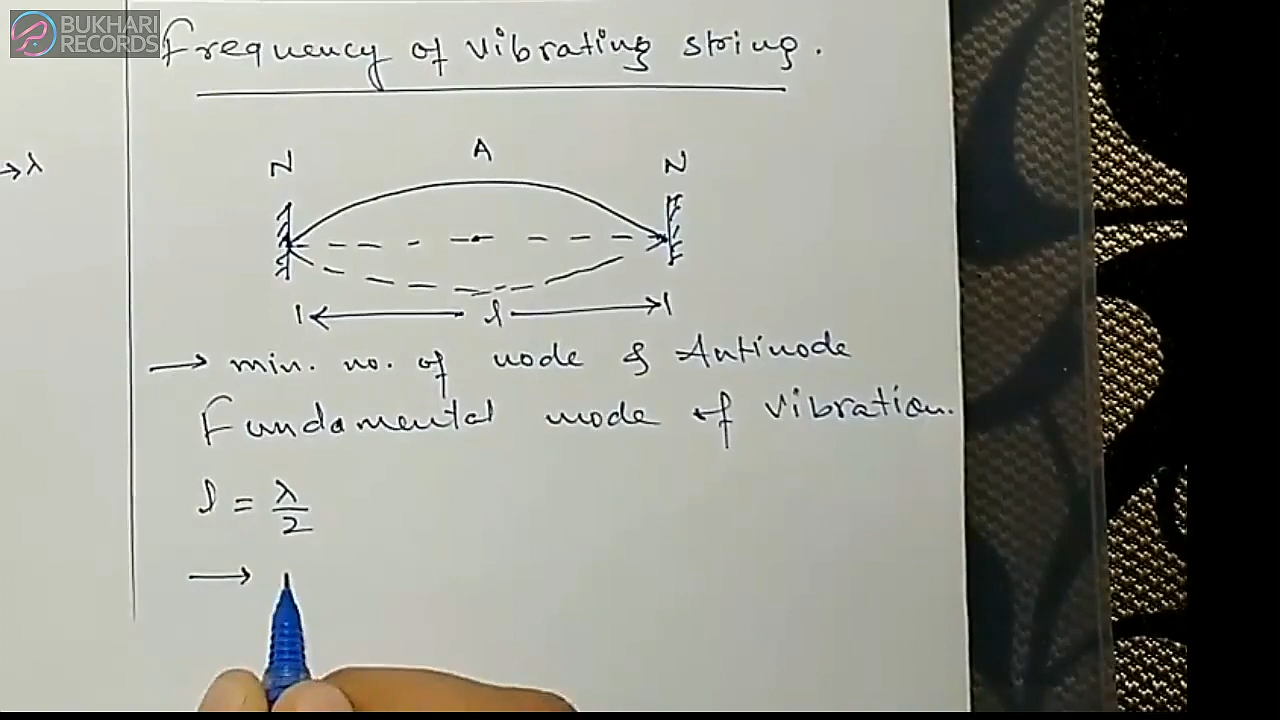 BUKHARI
RECORDS
Frequency of vibrating string.
→λ
N A N
l
→ min. no. of node & Antinode
Fundamental mode of vibration.
l = λ/2
→